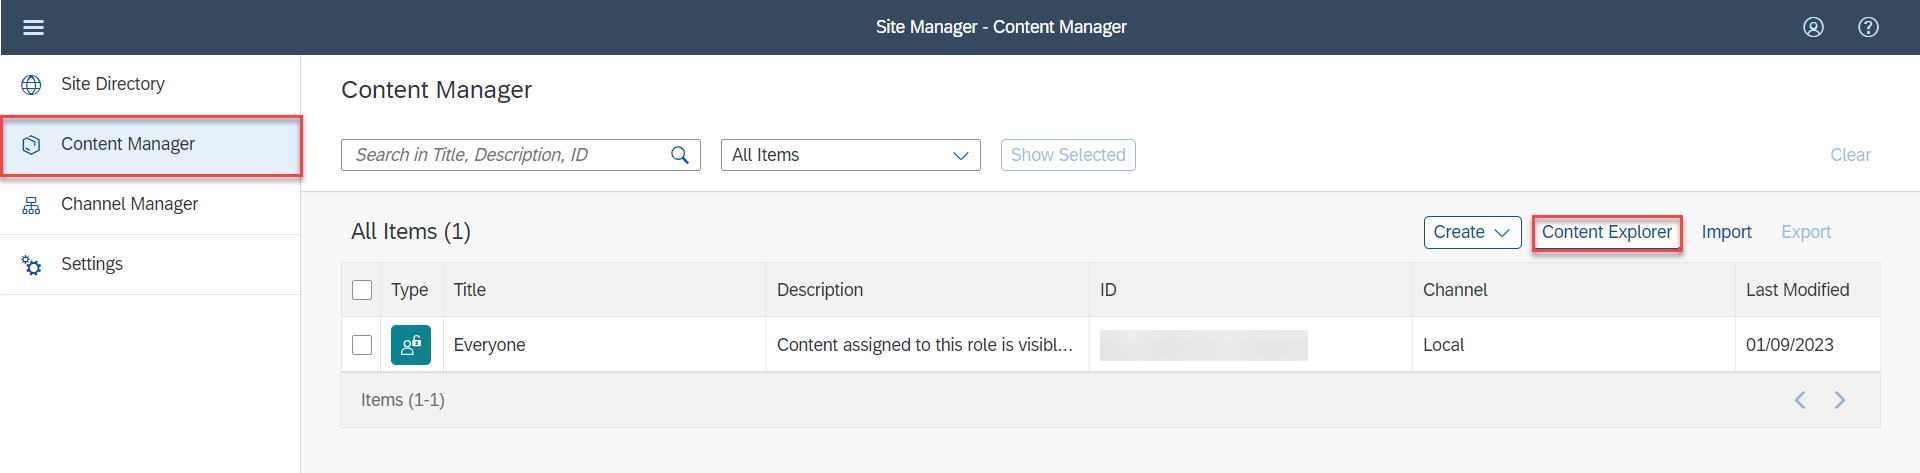 Site Manager - Content Manager
Site Directory
Content Manager
Channel Manager
Settings
Content Manager
Search in Title, Description, ID
All Items
Show Selected
Clear
All Items (1)
Create
Content Explorer
Import
Export
Type Title Description ID Channel Last Modified
Everyone Content assigned to this role is visibl... Local 01/09/2023
Items (1-1)